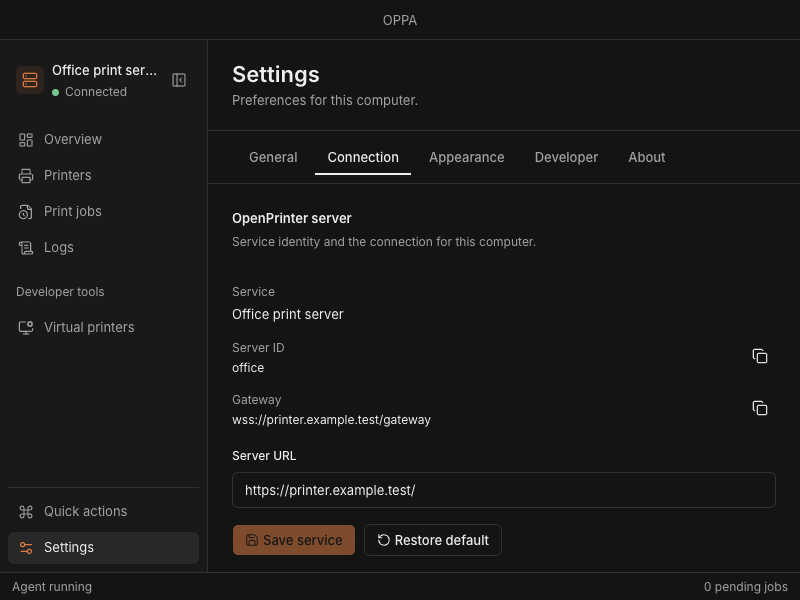 OPPA
Office print ser...
Connected
Overview
Printers
Print jobs
Logs
Developer tools
Virtual printers
Quick actions
Settings
Settings
Preferences for this computer.
General
Connection
Appearance
Developer
About
OpenPrinter server
Service identity and the connection for this computer.
Service
Office print server
Server ID
office
Gateway
wss://printer.example.test/gateway
Server URL
https://printer.example.test/
Save service
Restore default
Agent running
0 pending jobs